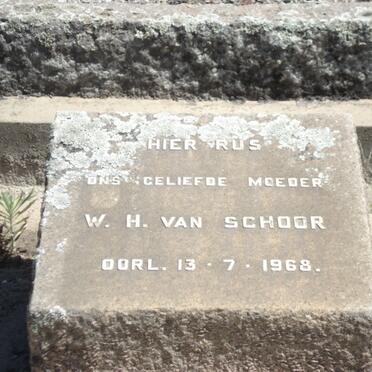 HIER RUS
ONS GELIEFDE MOEDER
W. H. VAN SCHOOR
OORL. 13 · 7 · 1968.